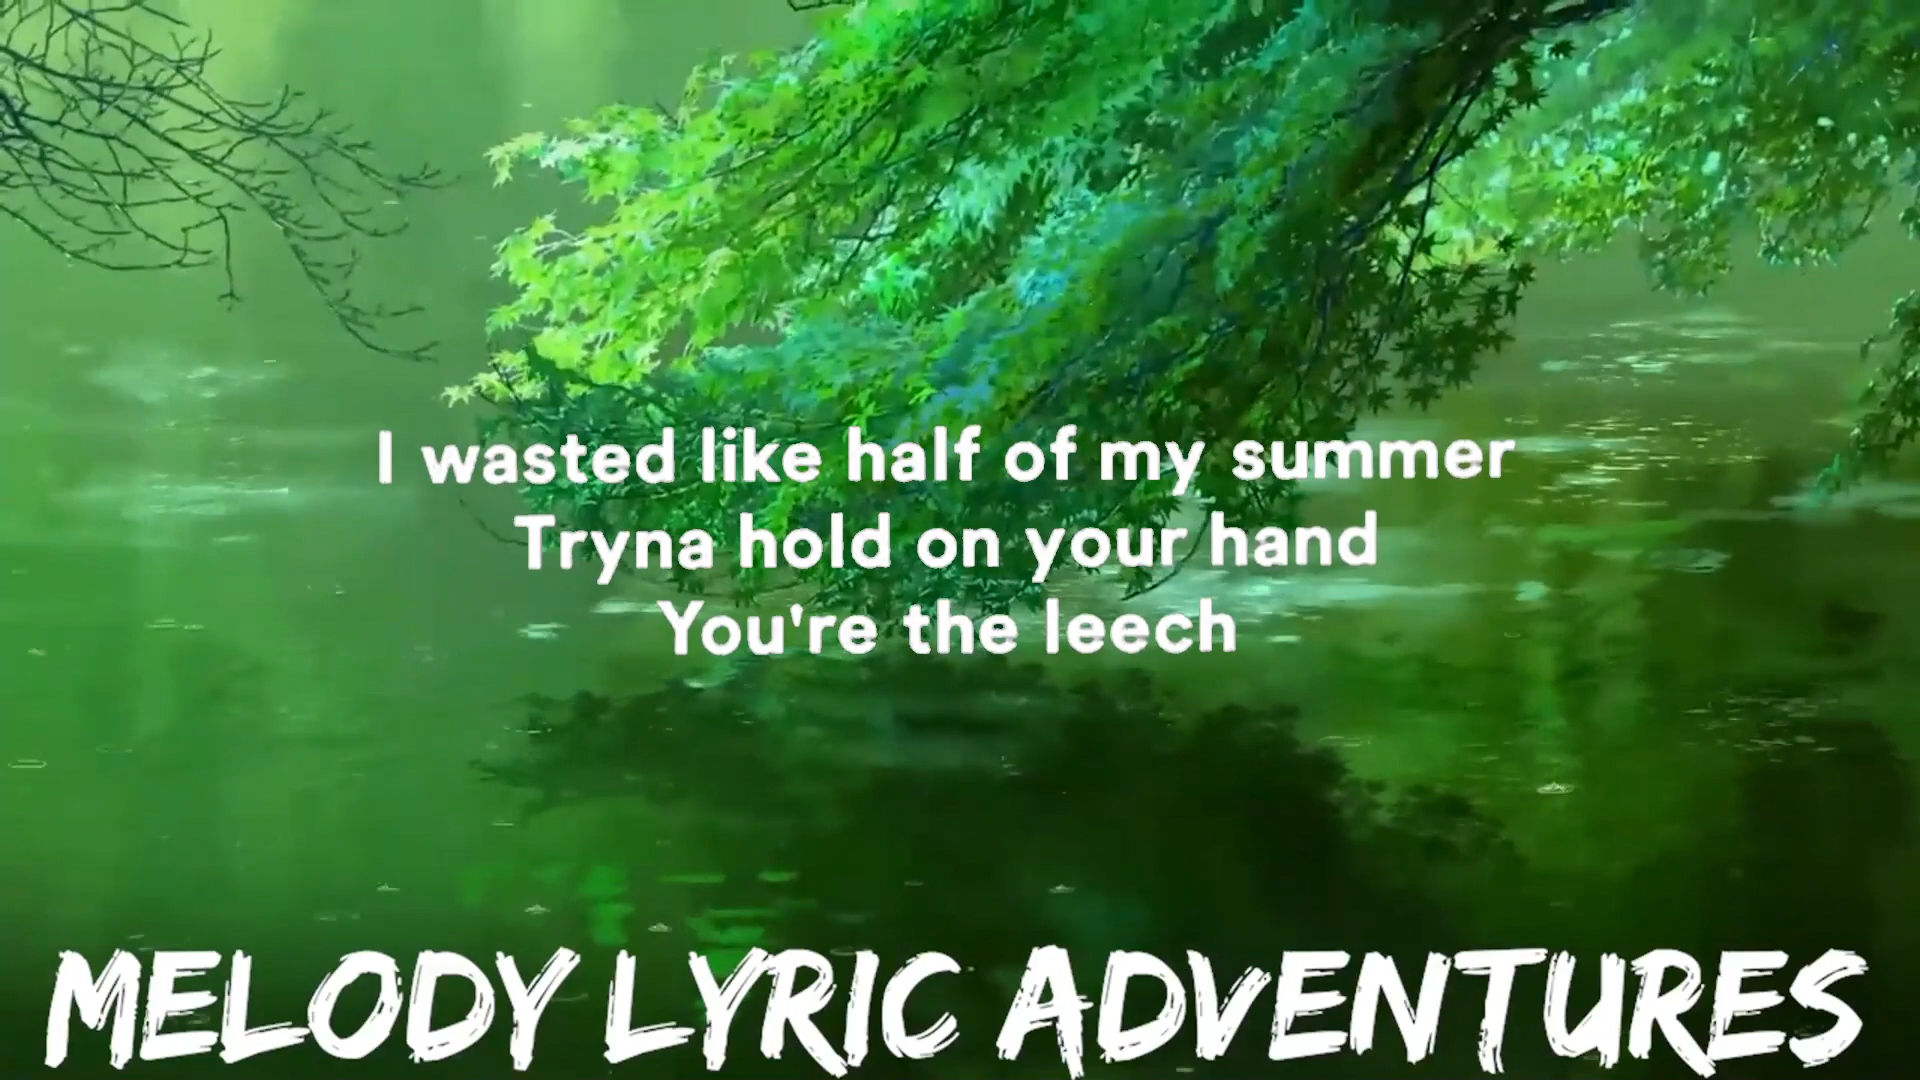 I wasted like half of my summer
Tryna hold on your hand
You're the leech
MELODY LYRIC ADVENTURES